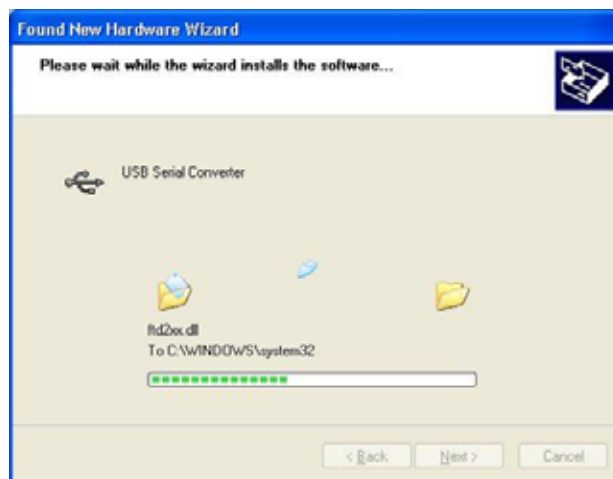 Found New Hardware Wizard
Please wait while the wizard installs the software...
USB Serial Converter
ftd2xx.dll
To C:\WINDOWS\system32
< Back
Next >
Cancel